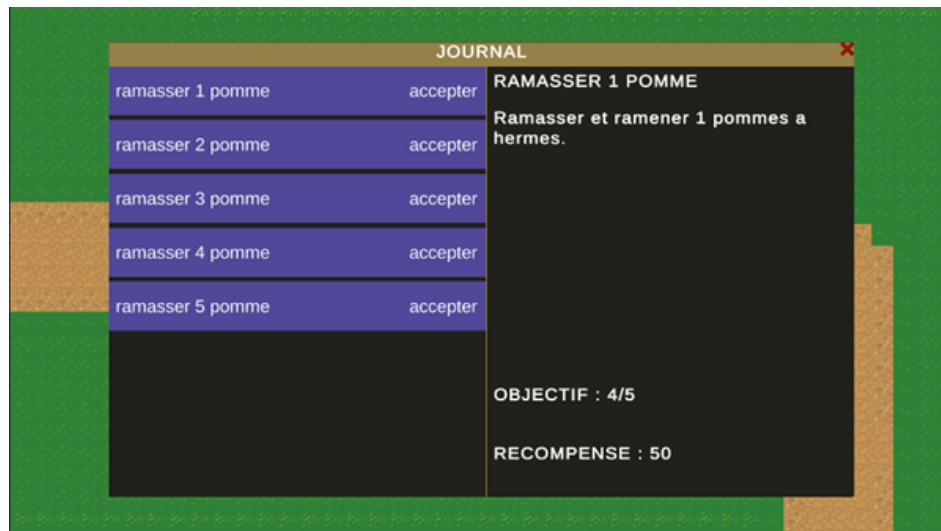 JOURNAL
ramasser 1 pomme accepter
ramasser 2 pomme accepter
ramasser 3 pomme accepter
ramasser 4 pomme accepter
ramasser 5 pomme accepter
RAMASSER 1 POMME
Ramasser et ramener 1 pommes a
hermes.
OBJECTIF : 4/5
RECOMPENSE : 50